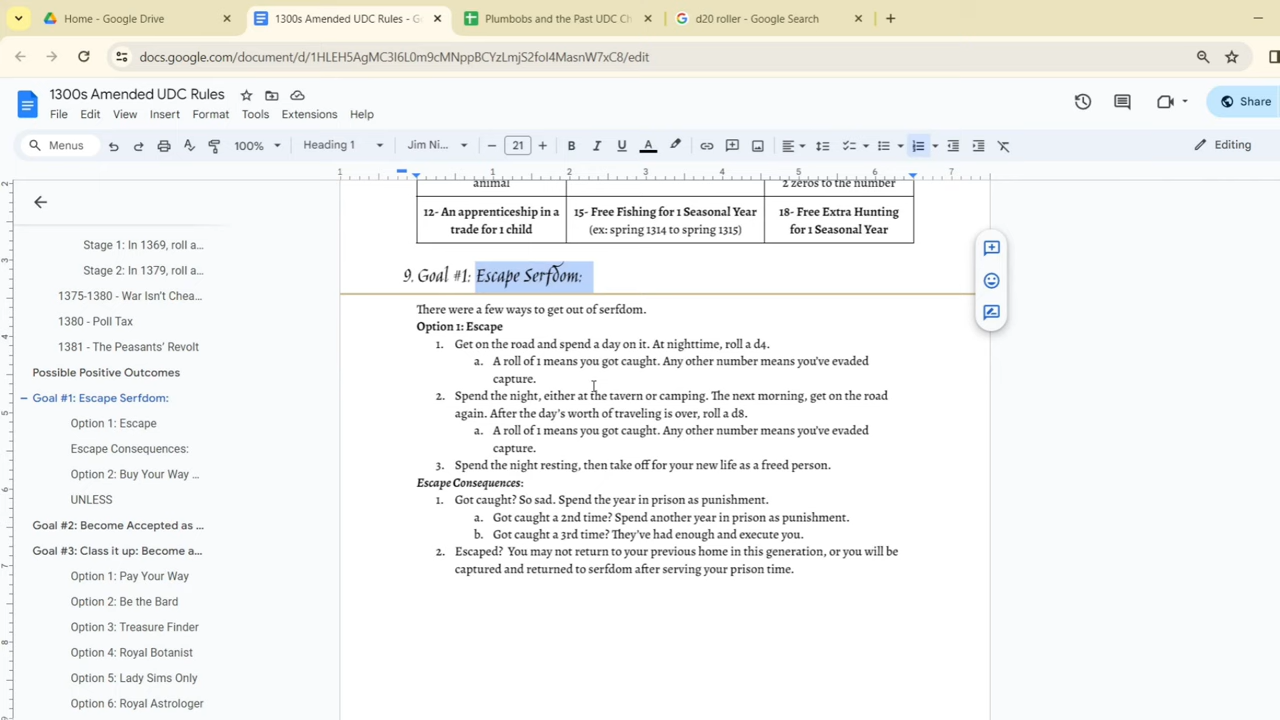 Home - Google Drive
1300s Amended UDC Rules - G
Plumbobs and the Past UDC Ch
d20 roller - Google Search
docs.google.com/document/d/1HLEH5AgMC3I6L0m9cMNppBCYzLmjS2foI4MasnW7xC8/edit
1300s Amended UDC Rules
File Edit View Insert Format Tools Extensions Help
Share
Menus
100%
Heading 1
Jim Ni...
21
Editing
1 1 2 3 4 5 6 7
Stage 1: In 1369, roll a...
Stage 2: In 1379, roll a...
1375-1380 - War Isn't Chea...
1380 - Poll Tax
1381 - The Peasants' Revolt
Possible Positive Outcomes
Goal #1: Escape Serfdom:
Option 1: Escape
Escape Consequences:
Option 2: Buy Your Way ...
UNLESS
Goal #2: Become Accepted as ...
Goal #3: Class it up: Become a...
Option 1: Pay Your Way
Option 2: Be the Bard
Option 3: Treasure Finder
Option 4: Royal Botanist
Option 5: Lady Sims Only
Option 6: Royal Astrologer
animal
2 zeros to the number
12- An apprenticeship in a
trade for 1 child
15- Free Fishing for 1 Seasonal Year
(ex: spring 1314 to spring 1315)
18- Free Extra Hunting
for 1 Seasonal Year
9. Goal #1: Escape Serfdom:
There were a few ways to get out of serfdom.
Option 1: Escape
1. Get on the road and spend a day on it. At nighttime, roll a d4.
a. A roll of 1 means you got caught. Any other number means you've evaded
capture.
2. Spend the night, either at the tavern or camping. The next morning, get on the road
again. After the day's worth of traveling is over, roll a d8.
a. A roll of 1 means you got caught. Any other number means you've evaded
capture.
3. Spend the night resting, then take off for your new life as a freed person.
Escape Consequences:
1. Got caught? So sad. Spend the year in prison as punishment.
a. Got caught a 2nd time? Spend another year in prison as punishment.
b. Got caught a 3rd time? They've had enough and execute you.
2. Escaped? You may not return to your previous home in this generation, or you will be
captured and returned to serfdom after serving your prison time.